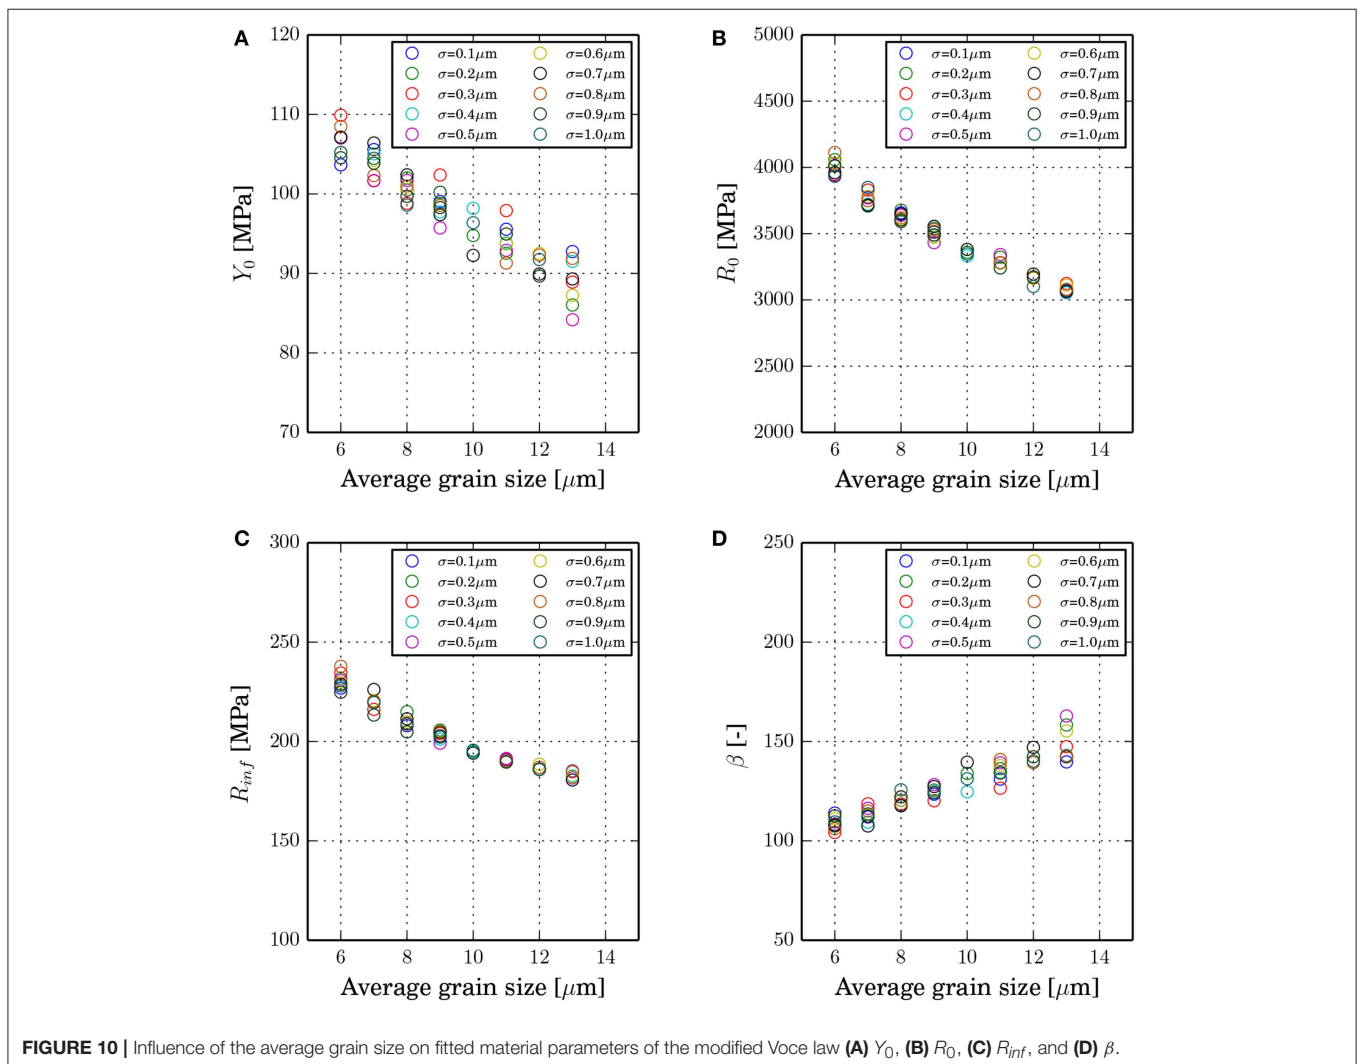 A
120
110
100
90
80
70
Y0 [MPa]
σ=0.1μm
σ=0.2μm
σ=0.3μm
σ=0.4μm
σ=0.5μm
σ=0.6μm
σ=0.7μm
σ=0.8μm
σ=0.9μm
σ=1.0μm
6 8 10 12 14
Average grain size [μm]
B
5000
4500
4000
3500
3000
2500
2000
R0 [MPa]
σ=0.1μm
σ=0.2μm
σ=0.3μm
σ=0.4μm
σ=0.5μm
σ=0.6μm
σ=0.7μm
σ=0.8μm
σ=0.9μm
σ=1.0μm
6 8 10 12 14
Average grain size [μm]
C
300
250
200
150
100
Rinf [MPa]
σ=0.1μm
σ=0.2μm
σ=0.3μm
σ=0.4μm
σ=0.5μm
σ=0.6μm
σ=0.7μm
σ=0.8μm
σ=0.9μm
σ=1.0μm
6 8 10 12 14
Average grain size [μm]
D
250
200
150
100
50
β [-]
σ=0.1μm
σ=0.2μm
σ=0.3μm
σ=0.4μm
σ=0.5μm
σ=0.6μm
σ=0.7μm
σ=0.8μm
σ=0.9μm
σ=1.0μm
6 8 10 12 14
Average grain size [μm]
FIGURE 10 | Influence of the average grain size on fitted material parameters of the modified Voce law (A) Y0, (B) R0, (C) Rinf, and (D) β.